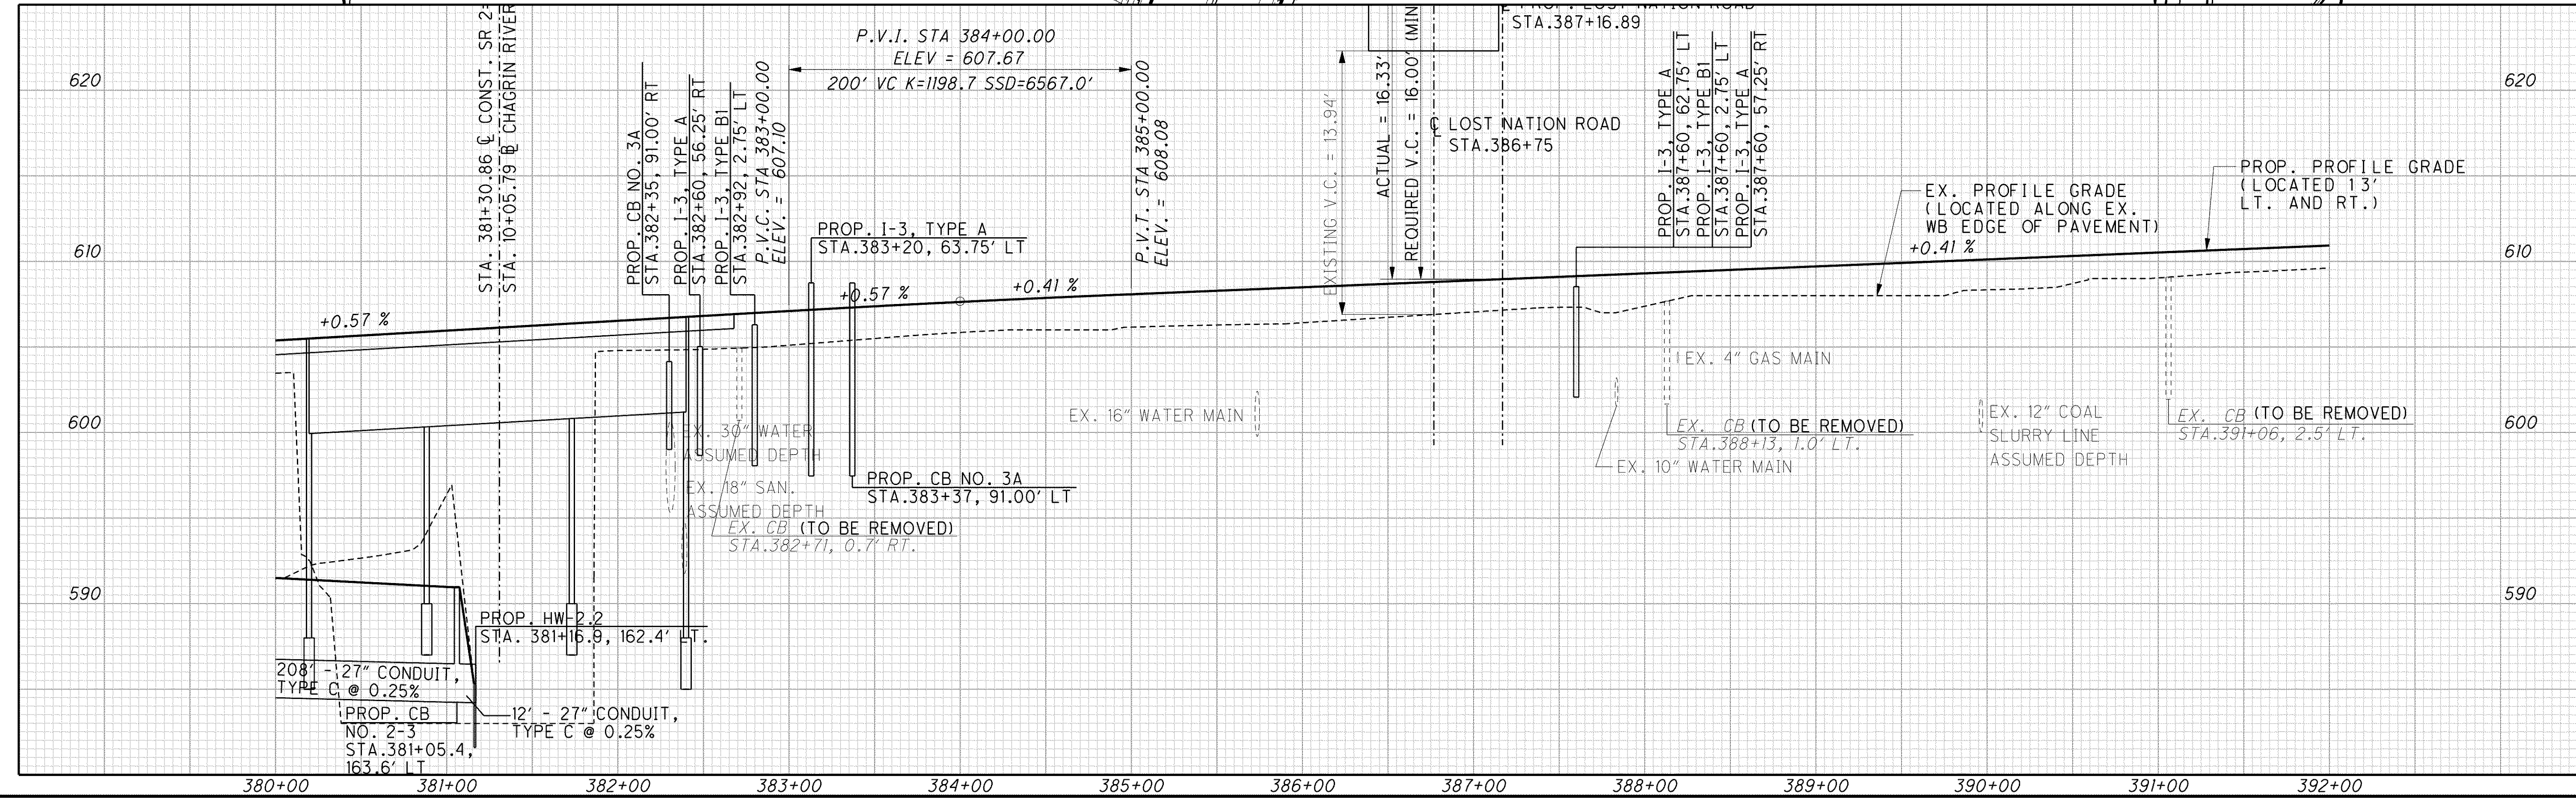 620
610
600
590
STA. 381+30.86 ℄ CONST. SR 2=
STA. 10+05.79 B CHAGRIN RIVER
+0.57 %
PROP. CB NO. 3A
STA.382+35, 91.00' RT
PROP. I-3, TYPE A
STA.382+60, 56.25' RT
PROP. I-3, TYPE B1
STA.382+92, 2.75' LT
P.V.C. STA 383+00.00
ELEV. = 607.10
P.V.I. STA 384+00.00
ELEV = 607.67
200' VC K=1198.7 SSD=6567.0'
PROP. I-3, TYPE A
STA.383+20, 63.75' LT
+0.57 %
+0.41 %
P.V.T. STA 385+00.00
ELEV. = 608.08
EXISTING V.C. = 13.94'
ACTUAL = 16.33'
REQUIRED V.C. = 16.00' (MIN
℄ PROP. LOST NATION ROAD
STA.387+16.89
℄ LOST NATION ROAD
STA.386+75
PROP. I-3, TYPE A
STA.387+60, 62.75' LT
PROP. I-3, TYPE B1
STA.387+60, 2.75' LT
PROP. I-3, TYPE A
STA.387+60, 57.25' RT
EX. PROFILE GRADE
(LOCATED ALONG EX.
WB EDGE OF PAVEMENT)
+0.41 %
PROP. PROFILE GRADE
(LOCATED 13'
LT. AND RT.)
620
610
600
590
EX. 30" WATER
ASSUMED DEPTH
EX. 18" SAN.
ASSUMED DEPTH
EX. CB (TO BE REMOVED)
STA.382+71, 0.7' RT.
PROP. CB NO. 3A
STA.383+37, 91.00' LT
EX. 16" WATER MAIN
EX. 4" GAS MAIN
EX. CB (TO BE REMOVED)
STA.388+13, 1.0' LT.
EX. 10" WATER MAIN
EX. 12" COAL
SLURRY LINE
ASSUMED DEPTH
EX. CB (TO BE REMOVED)
STA.391+06, 2.5' LT.
PROP. HW-2.2
STA. 381+16.9, 162.4' LT.
208' - 27" CONDUIT,
TYPE C @ 0.25%
12' - 27" CONDUIT,
TYPE C @ 0.25%
PROP. CB
NO. 2-3
STA.381+05.4,
163.6' LT
380+00
381+00
382+00
383+00
384+00
385+00
386+00
387+00
388+00
389+00
390+00
391+00
392+00